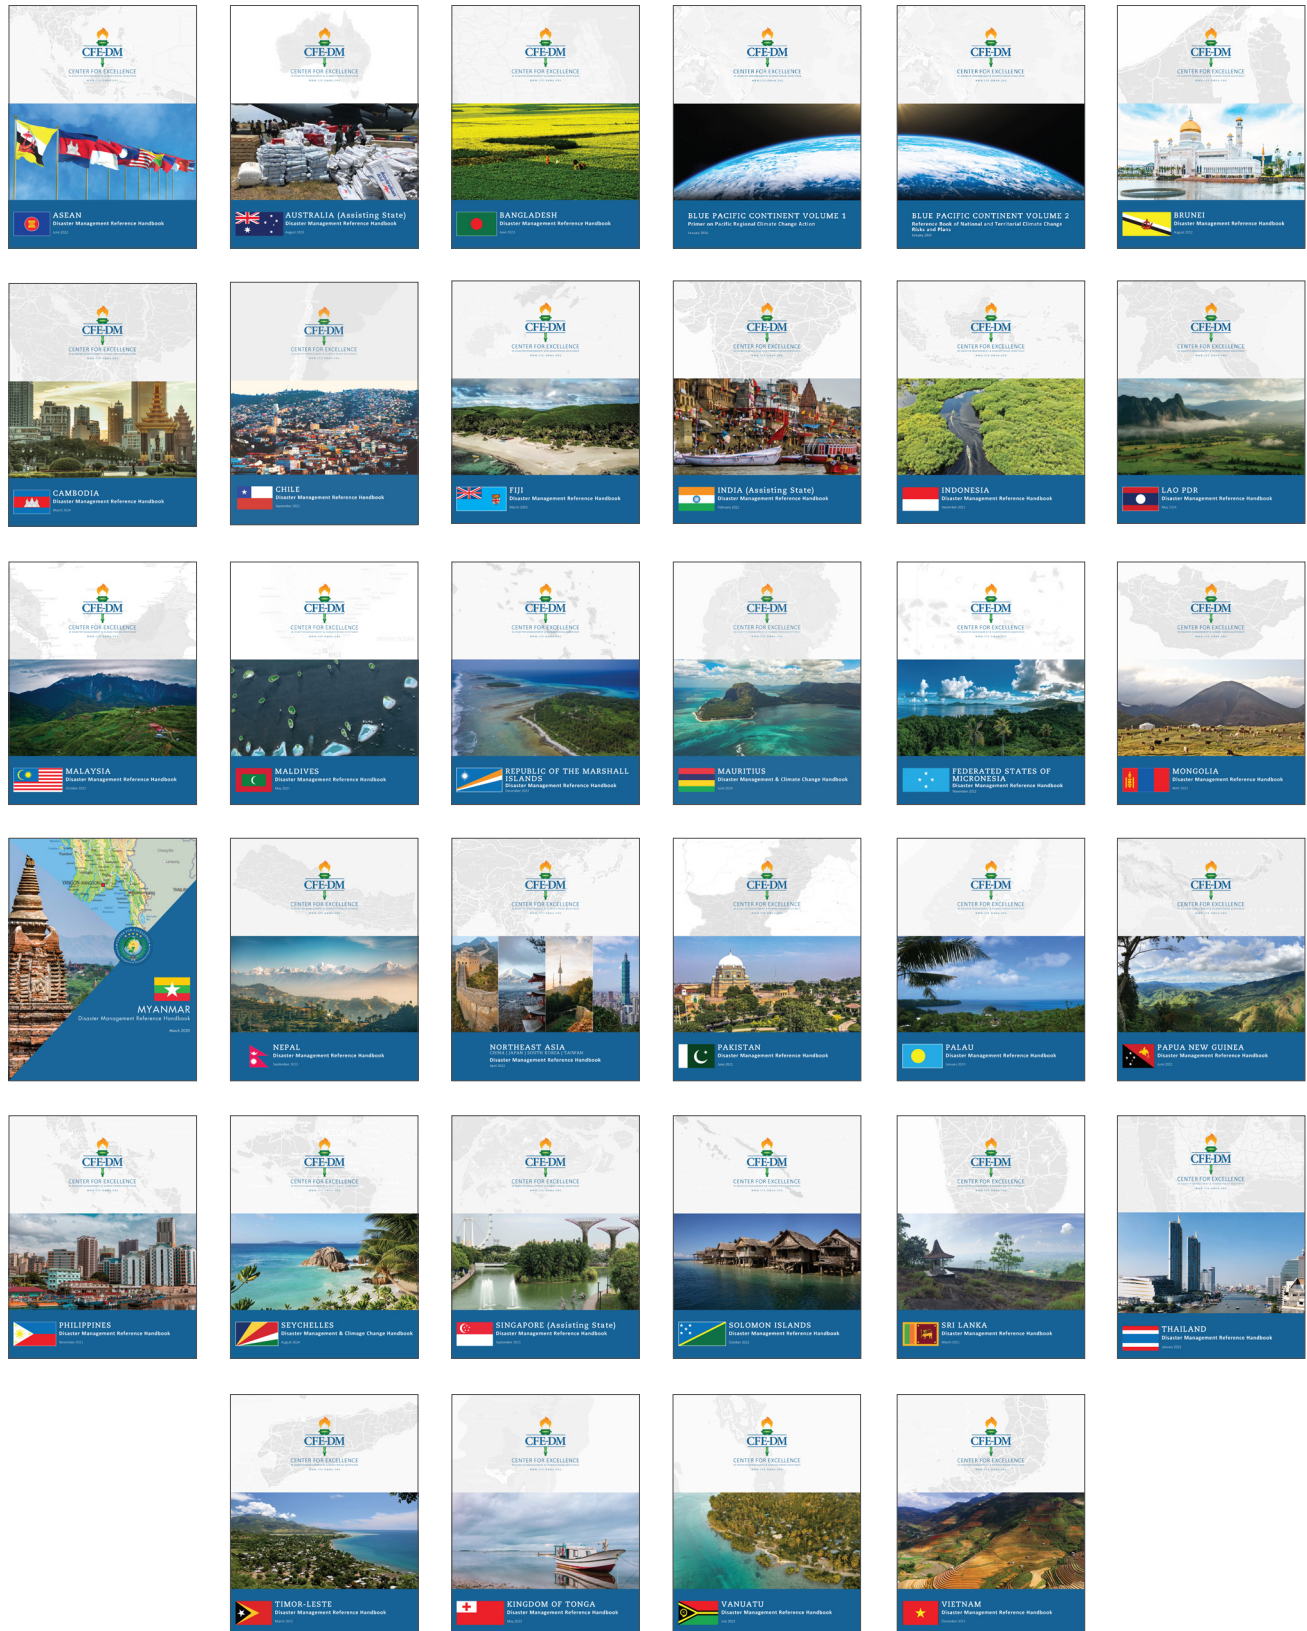 CFE-DM
CENTER FOR EXCELLENCE
ASEAN
Disaster Management Reference Handbook
June 2022
CFE-DM
CENTER FOR EXCELLENCE
AUSTRALIA (Assisting State)
Disaster Management Reference Handbook
CFE-DM
CENTER FOR EXCELLENCE
BANGLADESH
Disaster Management Reference Handbook
CFE-DM
CENTER FOR EXCELLENCE
BLUE PACIFIC CONTINENT VOLUME 1
Primer on Pacific Regional Climate Change Action
CFE-DM
CENTER FOR EXCELLENCE
BLUE PACIFIC CONTINENT VOLUME 2
Reference Book of National and Territorial Climate Change
Risks and Plans
CFE-DM
CENTER FOR EXCELLENCE
BRUNEI
Disaster Management Reference Handbook
CFE-DM
CENTER FOR EXCELLENCE
CAMBODIA
Disaster Management Reference Handbook
CFE-DM
CENTER FOR EXCELLENCE
CHILE
Disaster Management Reference Handbook
CFE-DM
CENTER FOR EXCELLENCE
FIJI
Disaster Management Reference Handbook
CFE-DM
CENTER FOR EXCELLENCE
INDIA (Assisting State)
Disaster Management Reference Handbook
CFE-DM
CENTER FOR EXCELLENCE
INDONESIA
Disaster Management Reference Handbook
CFE-DM
CENTER FOR EXCELLENCE
LAO PDR
Disaster Management Reference Handbook
CFE-DM
CENTER FOR EXCELLENCE
MALAYSIA
Disaster Management Reference Handbook
CFE-DM
CENTER FOR EXCELLENCE
MALDIVES
Disaster Management Reference Handbook
CFE-DM
CENTER FOR EXCELLENCE
REPUBLIC OF THE MARSHALL
ISLANDS
Disaster Management Reference Handbook
CFE-DM
CENTER FOR EXCELLENCE
MAURITIUS
Disaster Management & Climate Change Handbook
CFE-DM
CENTER FOR EXCELLENCE
FEDERATED STATES OF
MICRONESIA
Disaster Management Reference Handbook
CFE-DM
CENTER FOR EXCELLENCE
MONGOLIA
Disaster Management Reference Handbook
MYANMAR
Disaster Management Reference Handbook
March 2020
CFE-DM
CENTER FOR EXCELLENCE
NEPAL
Disaster Management Reference Handbook
CFE-DM
CENTER FOR EXCELLENCE
NORTHEAST ASIA
CHINA | JAPAN | SOUTH KOREA | TAIWAN
Disaster Management Reference Handbook
CFE-DM
CENTER FOR EXCELLENCE
PAKISTAN
Disaster Management Reference Handbook
CFE-DM
CENTER FOR EXCELLENCE
PALAU
Disaster Management Reference Handbook
CFE-DM
CENTER FOR EXCELLENCE
PAPUA NEW GUINEA
Disaster Management Reference Handbook
CFE-DM
CENTER FOR EXCELLENCE
PHILIPPINES
Disaster Management Reference Handbook
CFE-DM
CENTER FOR EXCELLENCE
SEYCHELLES
Disaster Management & Climage Change Handbook
CFE-DM
CENTER FOR EXCELLENCE
SINGAPORE (Assisting State)
Disaster Management Reference Handbook
CFE-DM
CENTER FOR EXCELLENCE
SOLOMON ISLANDS
Disaster Management Reference Handbook
CFE-DM
CENTER FOR EXCELLENCE
SRI LANKA
Disaster Management Reference Handbook
CFE-DM
CENTER FOR EXCELLENCE
THAILAND
Disaster Management Reference Handbook
CFE-DM
CENTER FOR EXCELLENCE
TIMOR-LESTE
Disaster Management Reference Handbook
CFE-DM
CENTER FOR EXCELLENCE
KINGDOM OF TONGA
Disaster Management Reference Handbook
CFE-DM
CENTER FOR EXCELLENCE
VANUATU
Disaster Management Reference Handbook
CFE-DM
CENTER FOR EXCELLENCE
VIETNAM
Disaster Management Reference Handbook